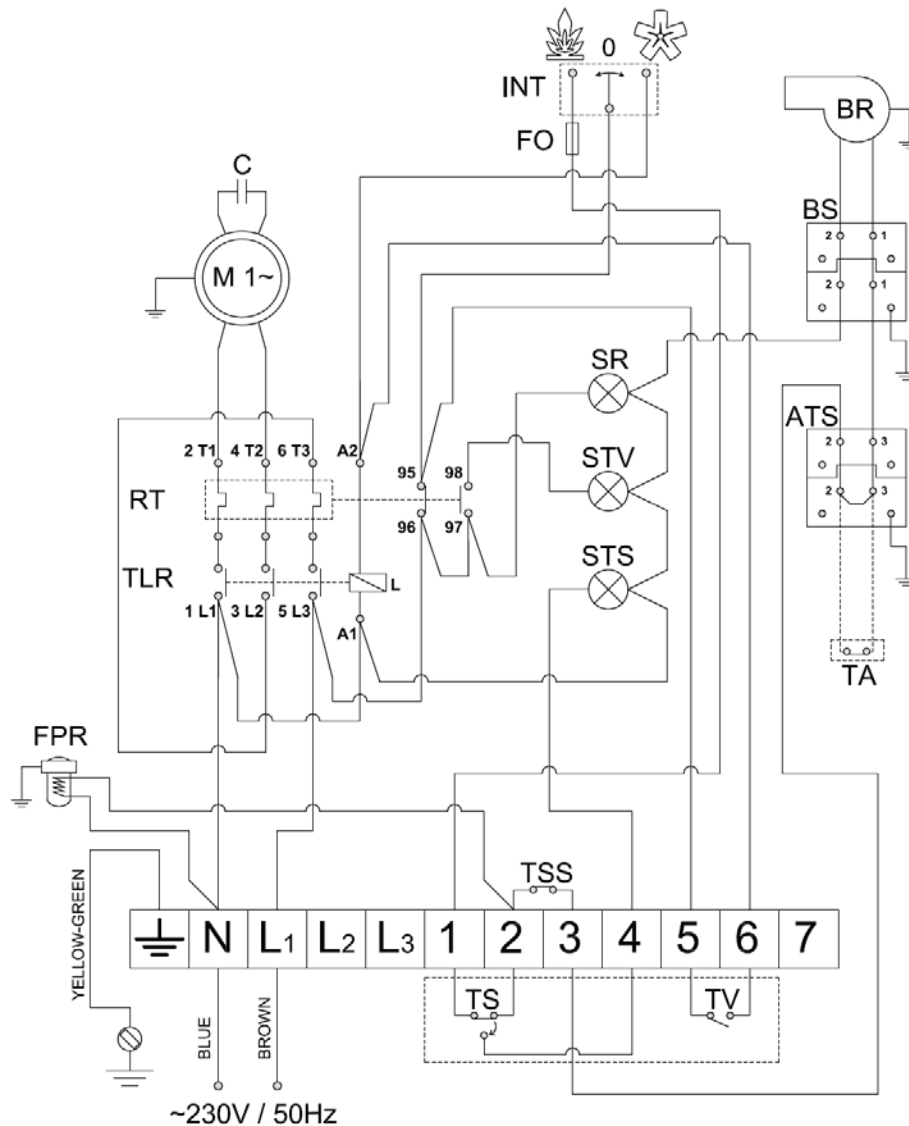 0
INT
FO
BR
C
BS
2 1
M 1~
2 1
SR
ATS
2 T1 4 T2 6 T3 A2
95 98
2 3
STV
RT
2 3
96 97
STS
TLR
L
1 L1 3 L2 5 L3
A1
TA
FPR
TSS
YELLOW-GREEN
N L1 L2 L3 1 2 3 4 5 6 7
TS TV
BLUE
BROWN
~230V / 50Hz